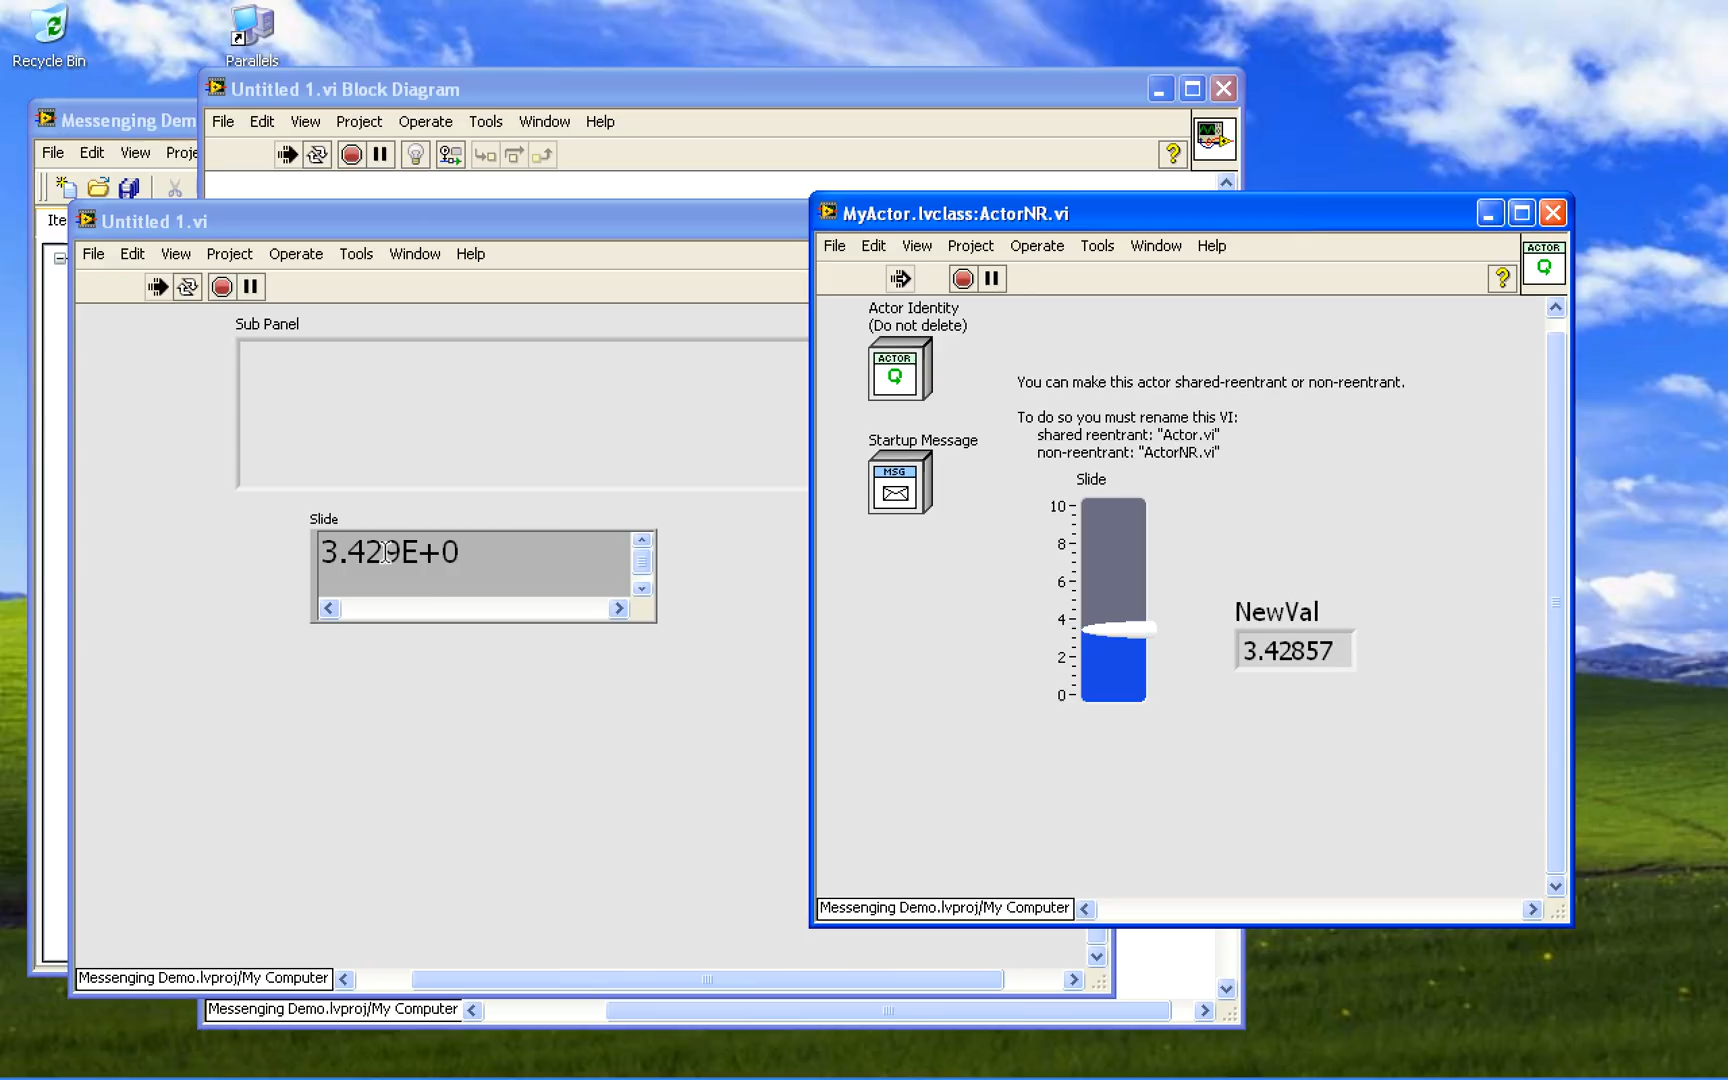 Recycle Bin
Parallels
Messenging Dem
File Edit View Proje
Ite
Untitled 1.vi Block Diagram
File Edit View Project Operate Tools Window Help
Untitled 1.vi
File Edit View Project Operate Tools Window Help
Sub Panel
Slide
3.429E+0
Messenging Demo.lvproj/My Computer
Messenging Demo.lvproj/My Computer
MyActor.lvclass:ActorNR.vi
File Edit View Project Operate Tools Window Help
ACTOR
Actor Identity
(Do not delete)
ACTOR
You can make this actor shared-reentrant or non-reentrant.
To do so you must rename this VI:
shared reentrant: "Actor.vi"
non-reentrant: "ActorNR.vi"
Startup Message
MSG
Slide
10
8
6
4
2
0
NewVal
3.42857
Messenging Demo.lvproj/My Computer